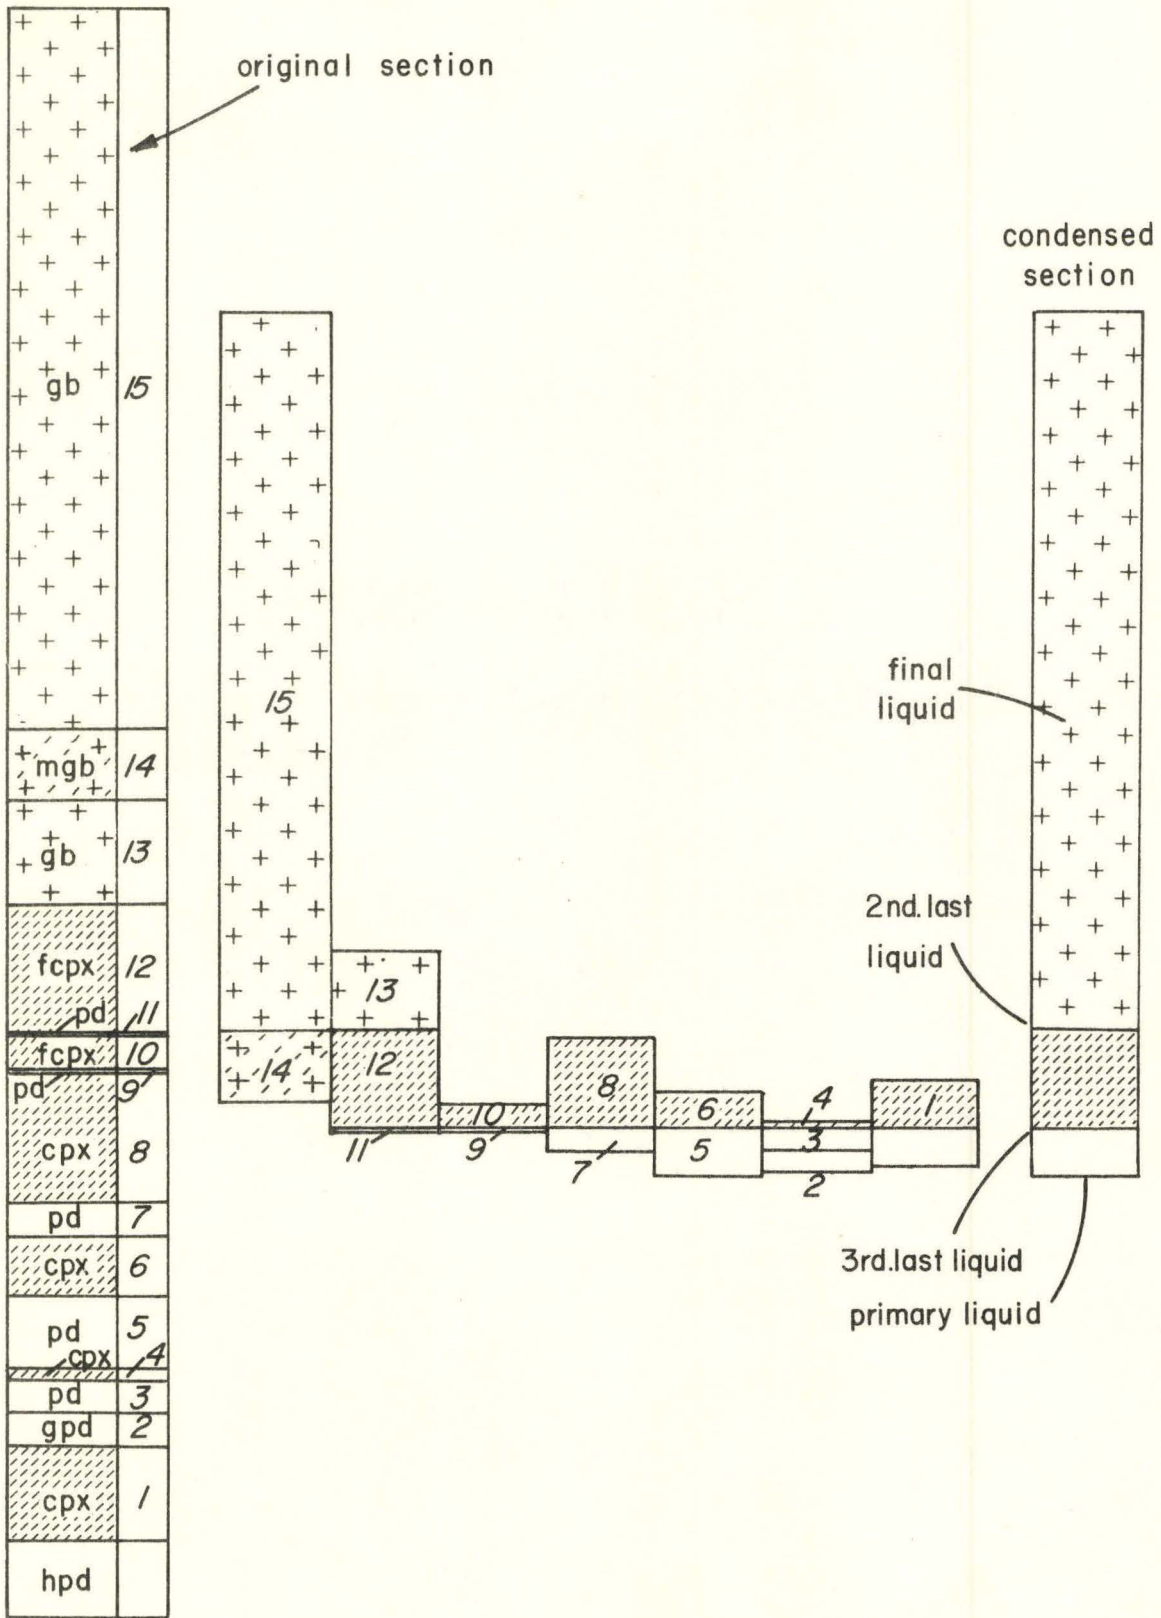 original section
condensed
section
gb 15
15
final
liquid
mgb 14
gb 13
2nd. last
liquid
fcpx 12
13
pd 11
fcpx 10
14
12
8
4
1
10
6
pd 9
11
9
3
cpx 8
7
5
2
pd 7
3rd. last liquid
cpx 6
primary liquid
pd 5
cpx 4
pd 3
gpd 2
cpx 1
hpd